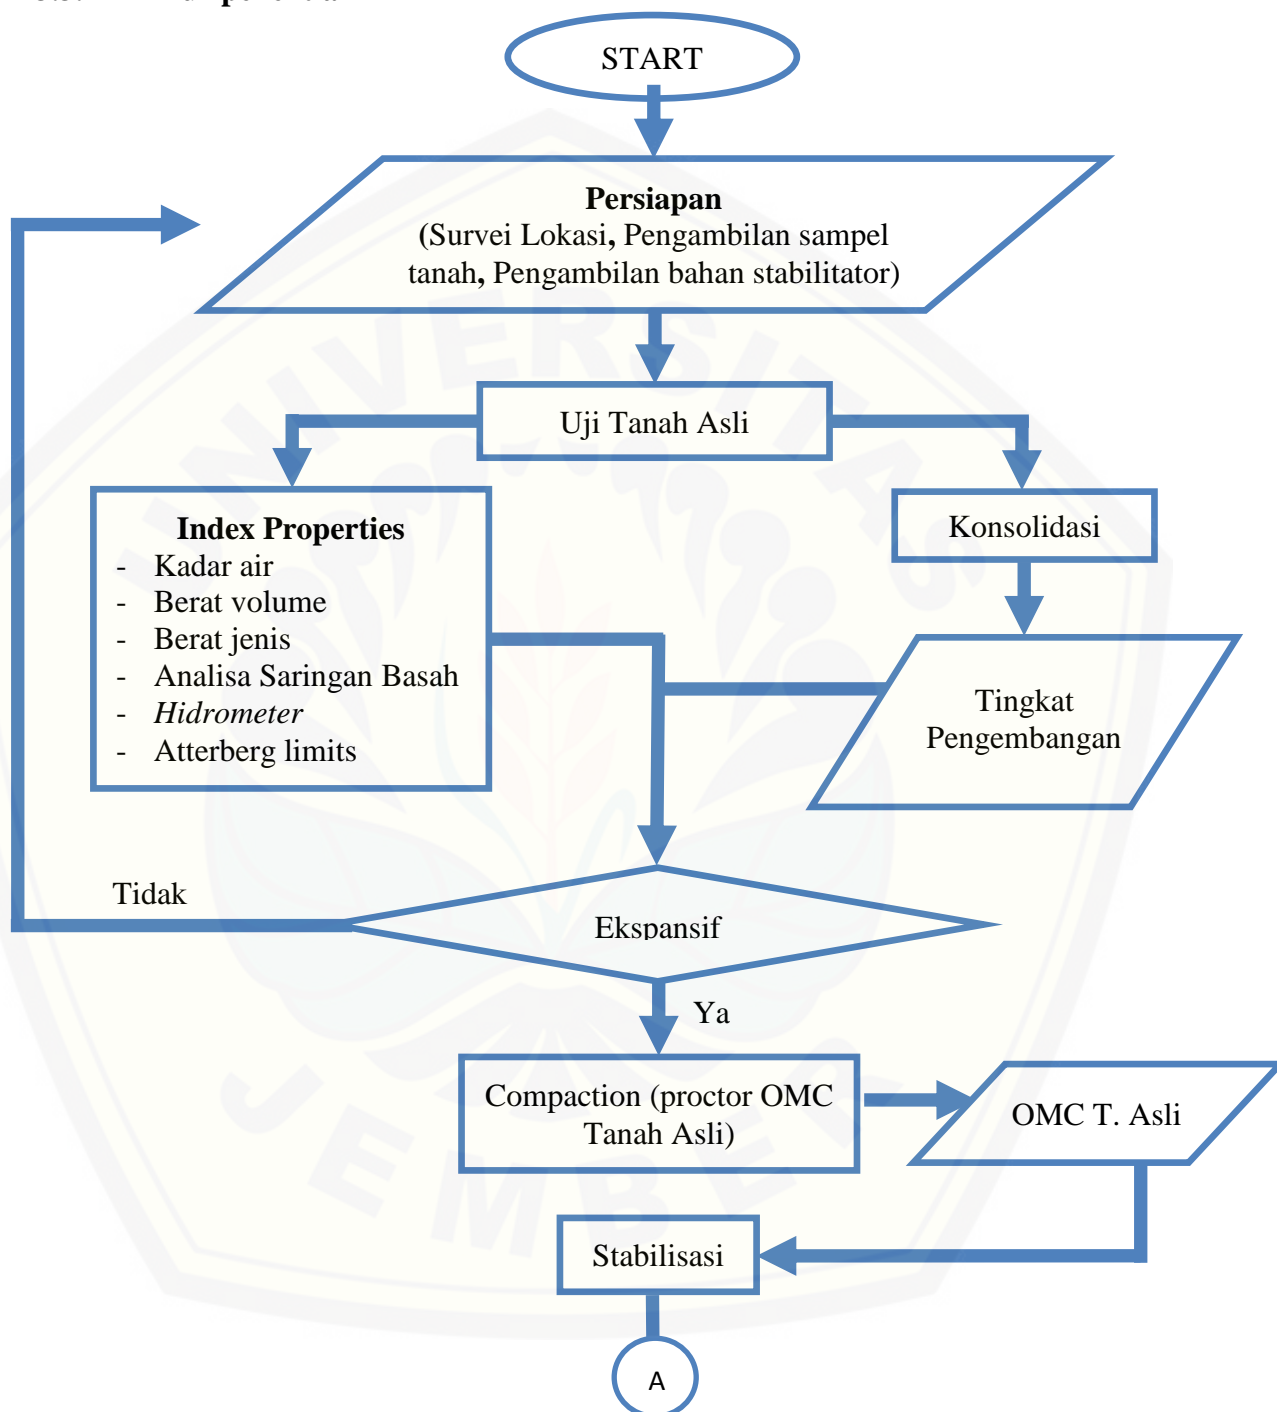 START
Persiapan
(Survei Lokasi, Pengambilan sampel
tanah, Pengambilan bahan stabilitator)
Uji Tanah Asli
Index Properties
- Kadar air
- Berat volume
- Berat jenis
- Analisa Saringan Basah
- Hidrometer
- Atterberg limits
Konsolidasi
Tingkat
Pengembangan
Tidak
Ekspansif
Ya
Compaction (proctor OMC
Tanah Asli)
OMC T. Asli
Stabilisasi
A
UNIVERSITAS
JEMBER